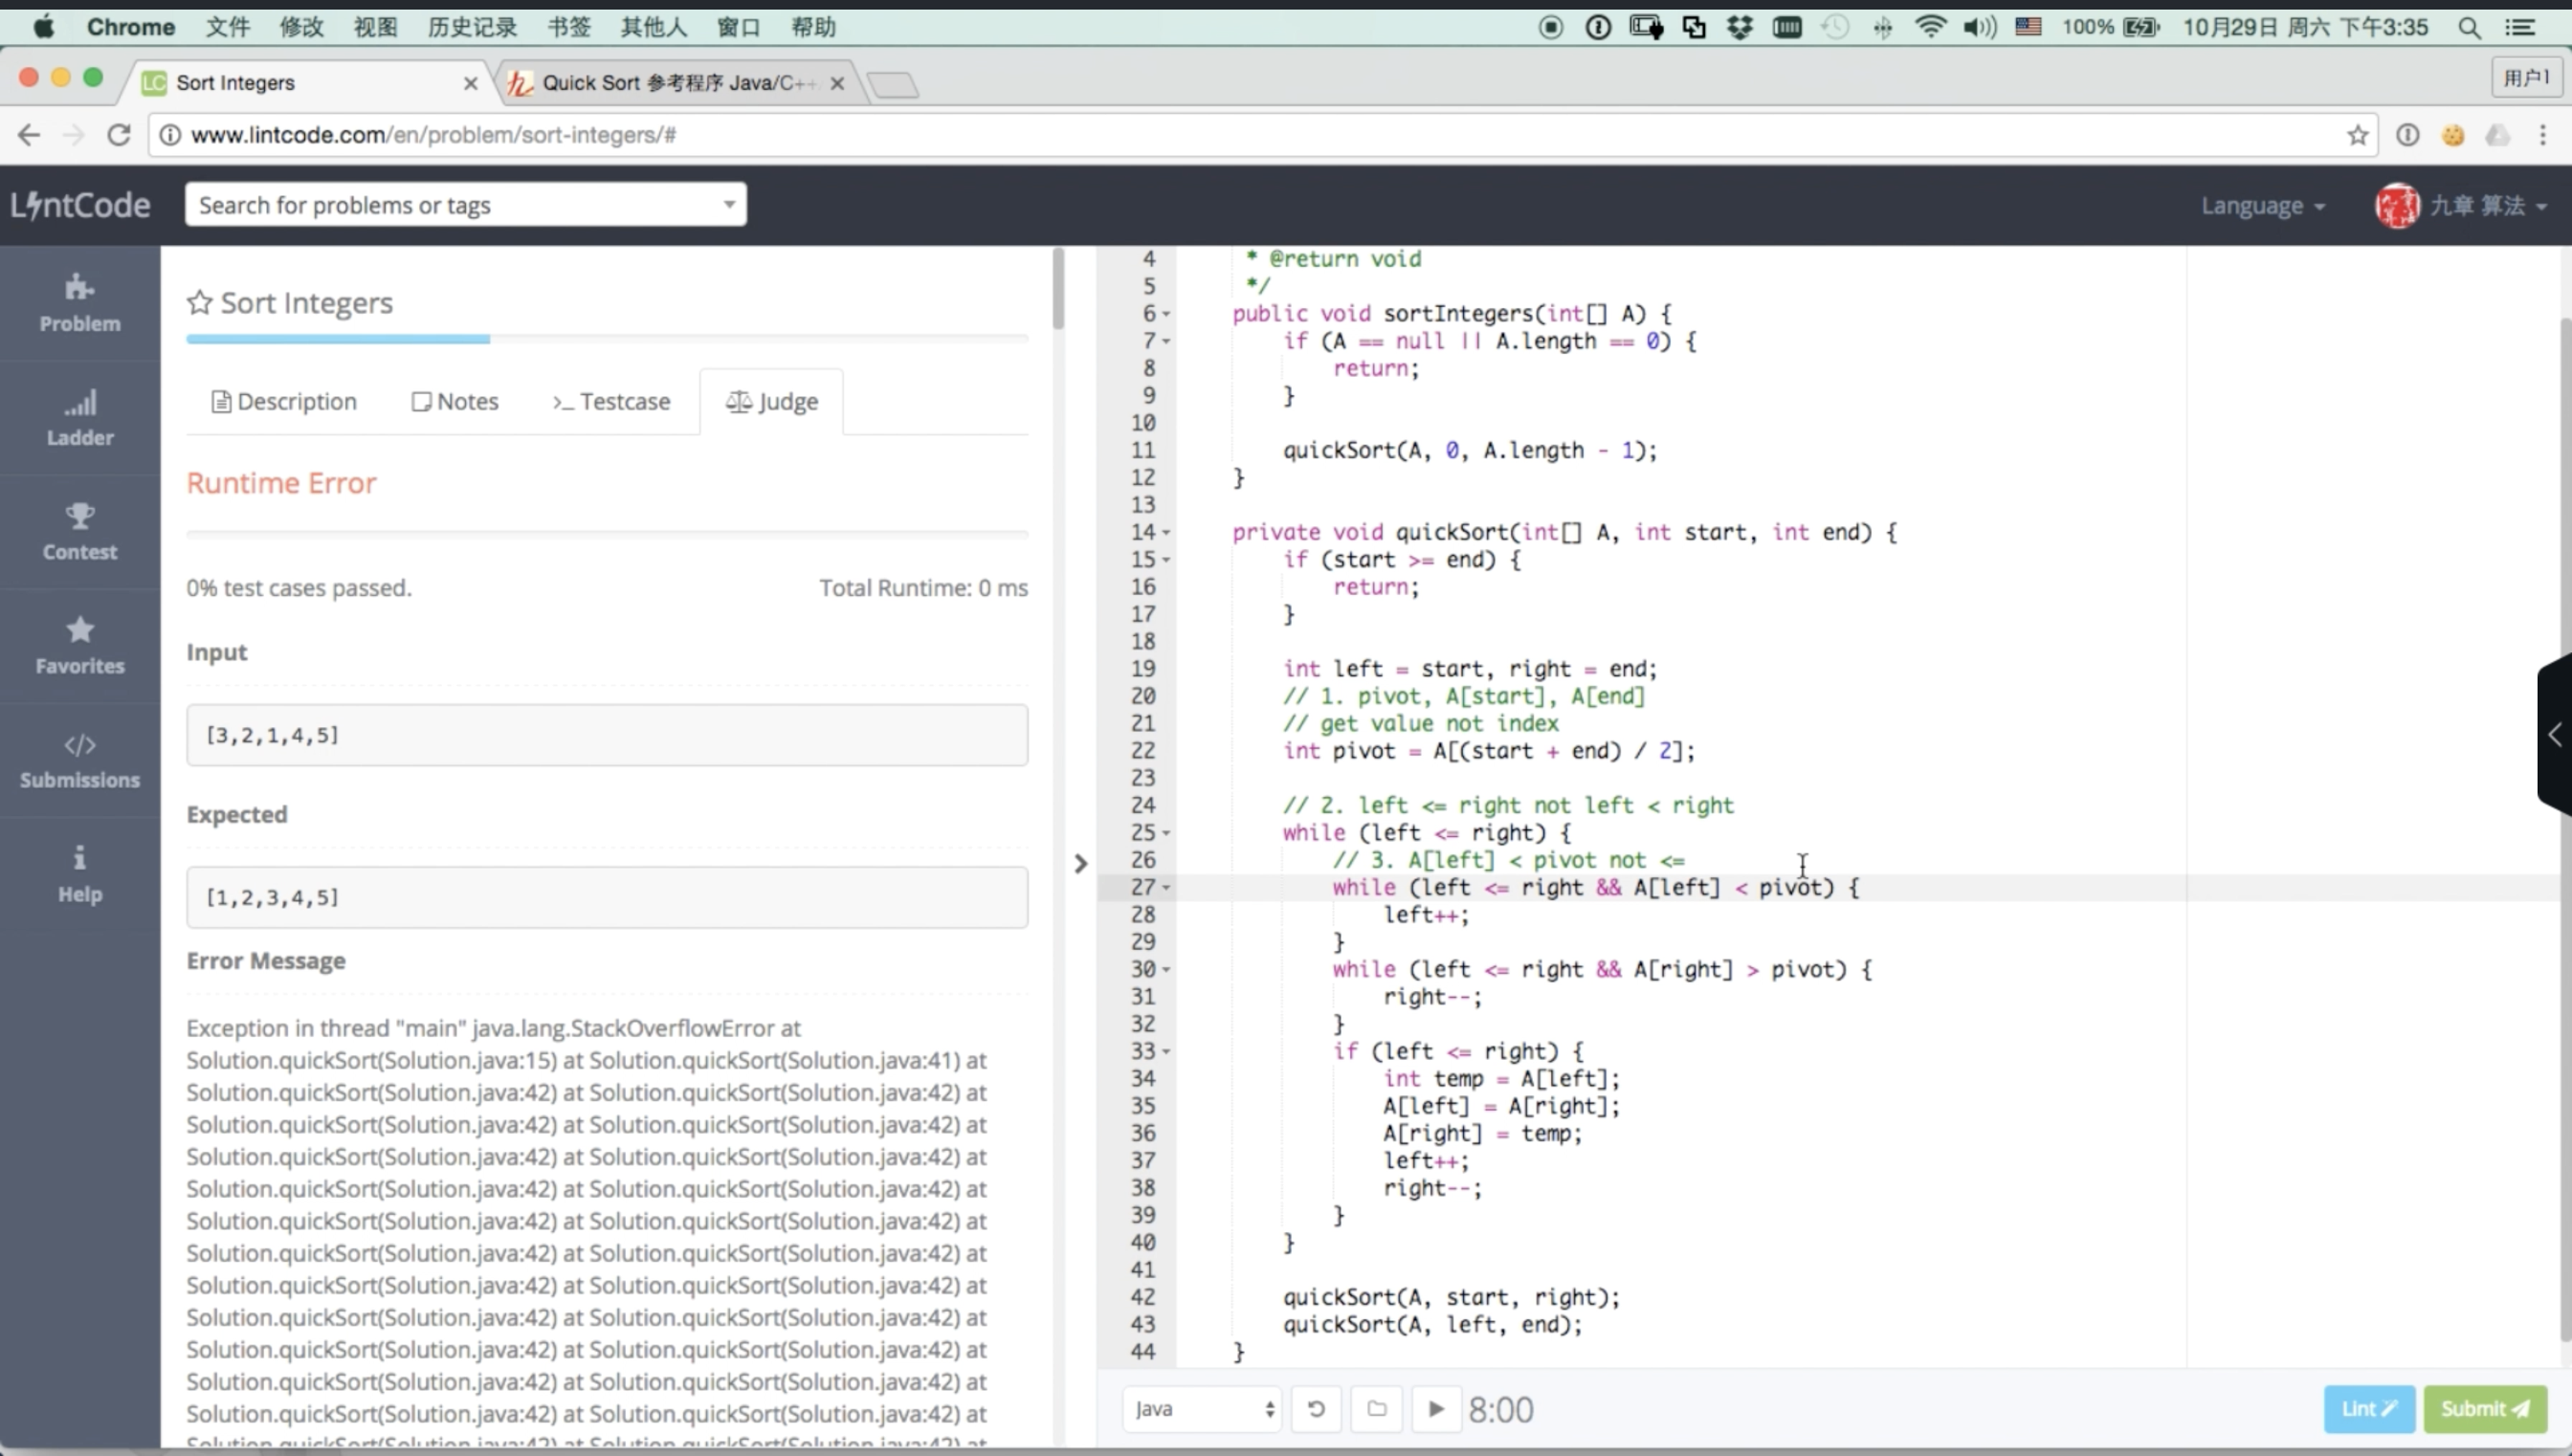 Chrome 文件 修改 视图 历史记录 书签 其他人 窗口 帮助 100% 10月29日 周六 下午3:35
Sort Integers Quick Sort 参考程序 Java/C++ 用户1
www.lintcode.com/en/problem/sort-integers/#
LintCode Search for problems or tags Language 九章 算法
Problem
Ladder
Contest
Favorites
Submissions
Help
Sort Integers
Description Notes >_ Testcase Judge
Runtime Error
0% test cases passed. Total Runtime: 0 ms
Input
[3,2,1,4,5]
Expected
[1,2,3,4,5]
Error Message
Exception in thread "main" java.lang.StackOverflowError at
Solution.quickSort(Solution.java:15) at Solution.quickSort(Solution.java:41) at
Solution.quickSort(Solution.java:42) at Solution.quickSort(Solution.java:42) at
Solution.quickSort(Solution.java:42) at Solution.quickSort(Solution.java:42) at
Solution.quickSort(Solution.java:42) at Solution.quickSort(Solution.java:42) at
Solution.quickSort(Solution.java:42) at Solution.quickSort(Solution.java:42) at
Solution.quickSort(Solution.java:42) at Solution.quickSort(Solution.java:42) at
Solution.quickSort(Solution.java:42) at Solution.quickSort(Solution.java:42) at
Solution.quickSort(Solution.java:42) at Solution.quickSort(Solution.java:42) at
Solution.quickSort(Solution.java:42) at Solution.quickSort(Solution.java:42) at
Solution.quickSort(Solution.java:42) at Solution.quickSort(Solution.java:42) at
Solution.quickSort(Solution.java:42) at Solution.quickSort(Solution.java:42) at
Solution.quickSort(Solution.java:42) at Solution.quickSort(Solution.java:42) at
Solution.quickSort(Solution.java:42) at Solution.quickSort(Solution.java:42) at
4 * @return void
5 */
6 public void sortIntegers(int[] A) {
7 if (A == null || A.length == 0) {
8 return;
9 }
10
11 quickSort(A, 0, A.length - 1);
12 }
13
14 private void quickSort(int[] A, int start, int end) {
15 if (start >= end) {
16 return;
17 }
18
19 int left = start, right = end;
20 // 1. pivot, A[start], A[end]
21 // get value not index
22 int pivot = A[(start + end) / 2];
23
24 // 2. left <= right not left < right
25 while (left <= right) {
26 // 3. A[left] < pivot not <=
27 while (left <= right && A[left] < pivot) {
28 left++;
29 }
30 while (left <= right && A[right] > pivot) {
31 right--;
32 }
33 if (left <= right) {
34 int temp = A[left];
35 A[left] = A[right];
36 A[right] = temp;
37 left++;
38 right--;
39 }
40 }
41
42 quickSort(A, start, right);
43 quickSort(A, left, end);
44 }
Java 8:00 Lint Submit